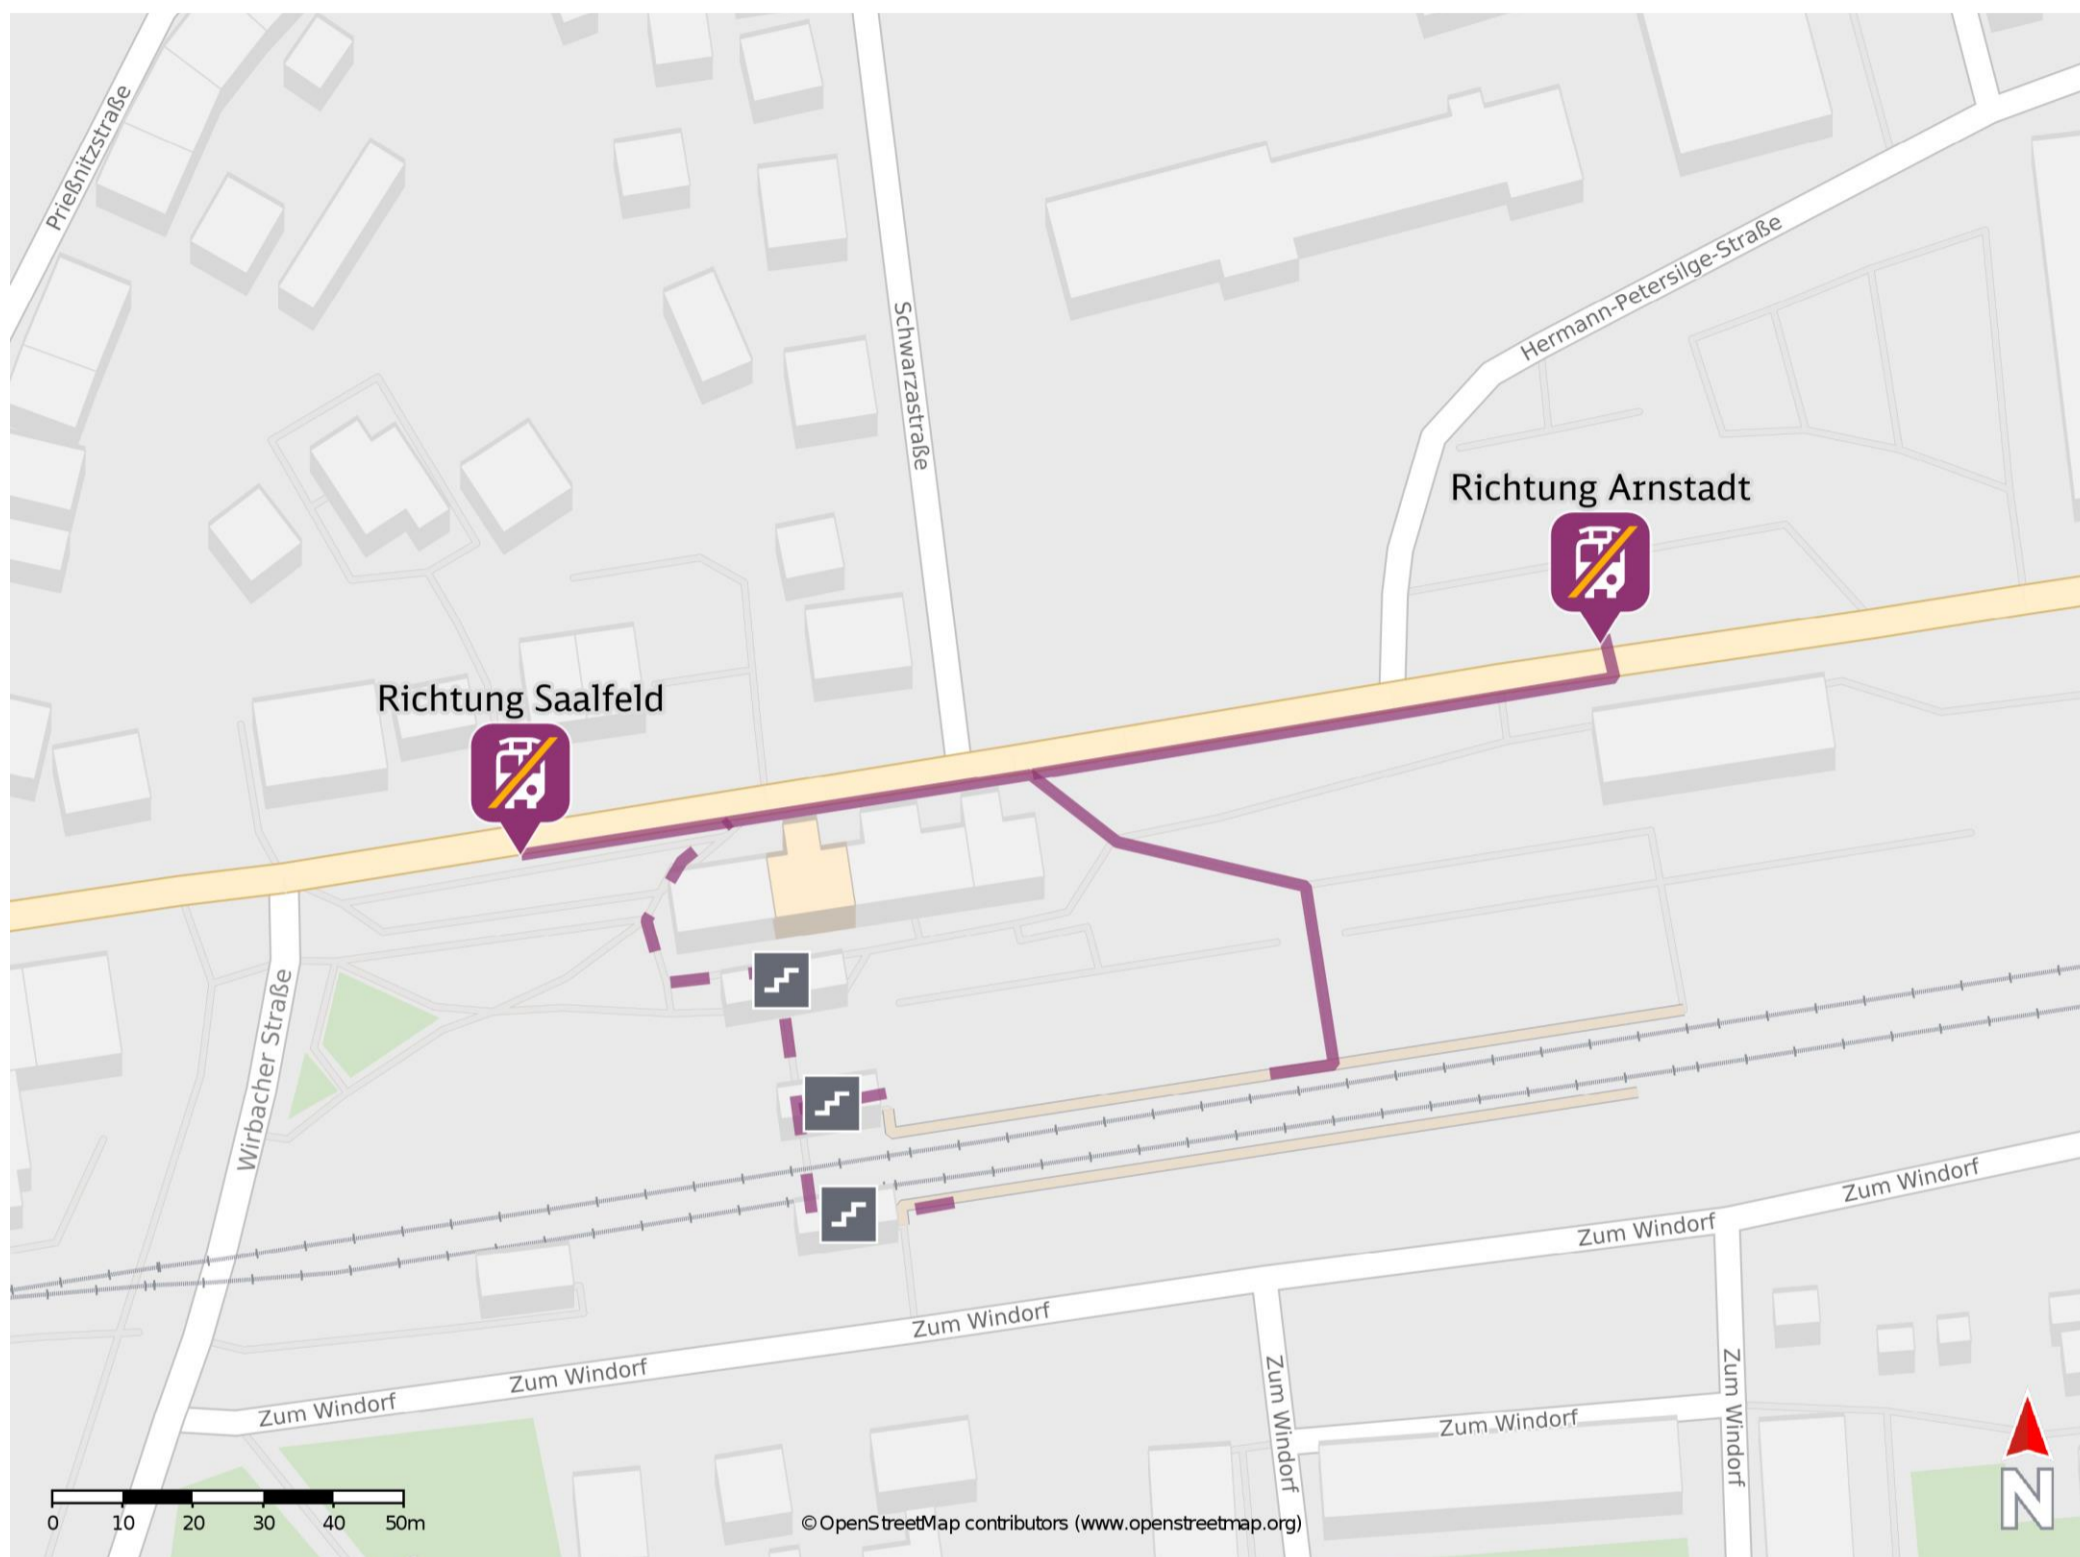 Prießnitzstraße
Schwarzastraße
Hermann-Petersilge-Straße
Richtung Arnstadt
Richtung Saalfeld
Wirbacher Straße
Zum Windorf
Zum Windorf
Zum Windorf
Zum Windorf
Zum Windorf
Zum Windorf
Zum Windorf
Zum Windorf
0 10 20 30 40 50m
© OpenStreetMap contributors (www.openstreetmap.org)
N